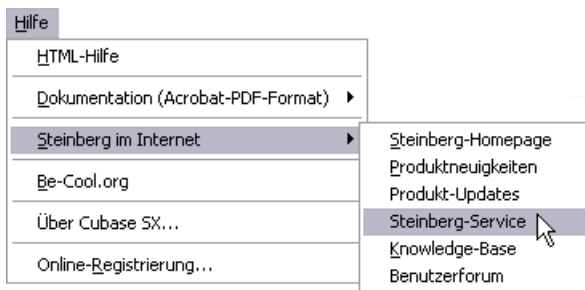 Hilfe
HTML-Hilfe
Dokumentation (Acrobat-PDF-Format)
Steinberg im Internet
Be-Cool.org
Über Cubase SX...
Online-Registrierung...
Steinberg-Homepage
Produktneuigkeiten
Produkt-Updates
Steinberg-Service
Knowledge-Base
Benutzerforum